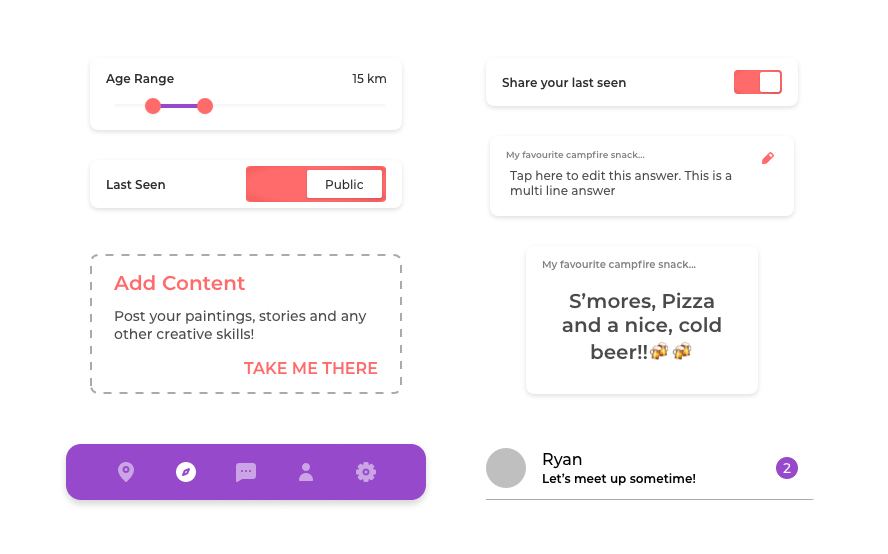 Age Range
15 km
Last Seen
Public
Add Content
Post your paintings, stories and any
other creative skills!
TAKE ME THERE
Share your last seen
My favourite campfire snack...
Tap here to edit this answer. This is a
multi line answer
My favourite campfire snack...
S’mores, Pizza
and a nice, cold
beer!!🍻🍻
Ryan
Let’s meet up sometime!
2